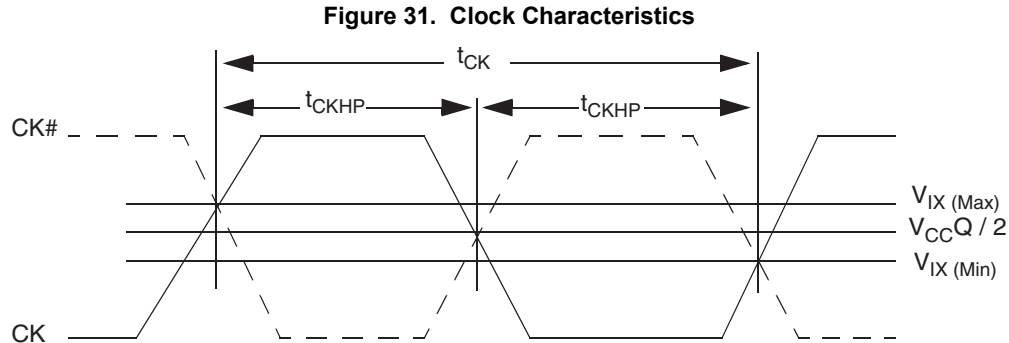 Figure 31. Clock Characteristics
tCK
tCKHP
tCKHP
CK#
VIX (Max)
VCCQ / 2
VIX (Min)
CK